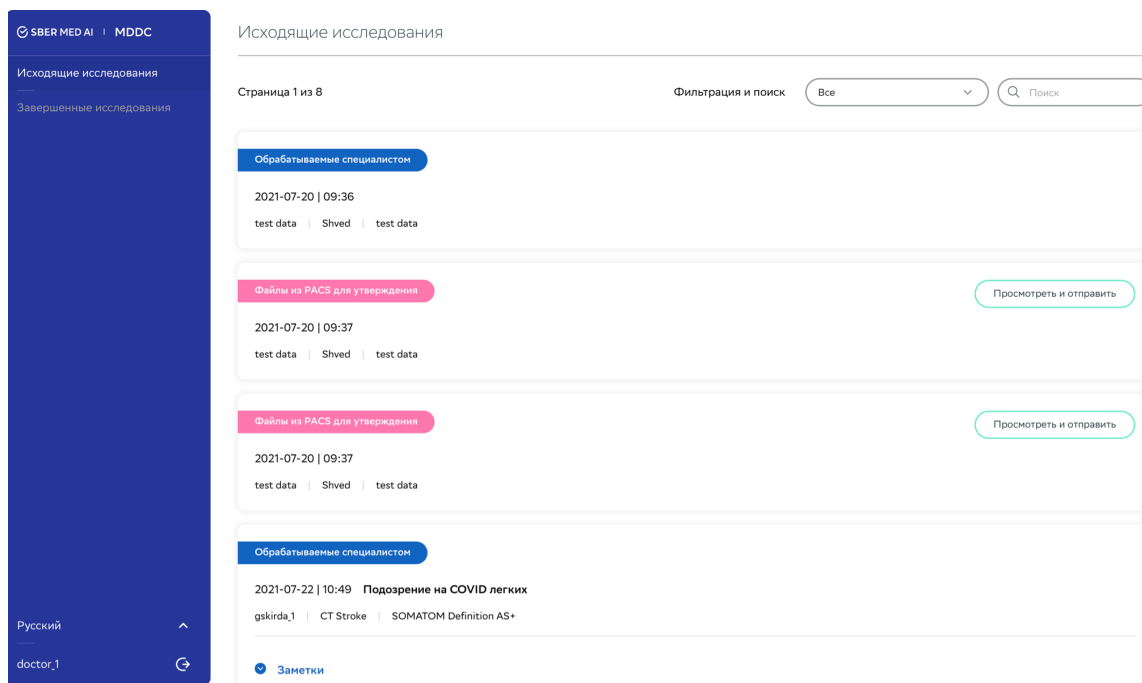 SBER MED AI | MDDC
Исходящие исследования
Завершенные исследования
Русский
doctor_1
Исходящие исследования
Страница 1 из 8
Фильтрация и поиск
Все
Поиск
Обрабатываемые специалистом
2021-07-20 | 09:36
test data | Shved | test data
Файлы из PACS для утверждения
Просмотреть и отправить
2021-07-20 | 09:37
test data | Shved | test data
Файлы из PACS для утверждения
Просмотреть и отправить
2021-07-20 | 09:37
test data | Shved | test data
Обрабатываемые специалистом
2021-07-22 | 10:49 Подозрение на COVID легких
gskirda_1 | CT Stroke | SOMATOM Definition AS+
Заметки